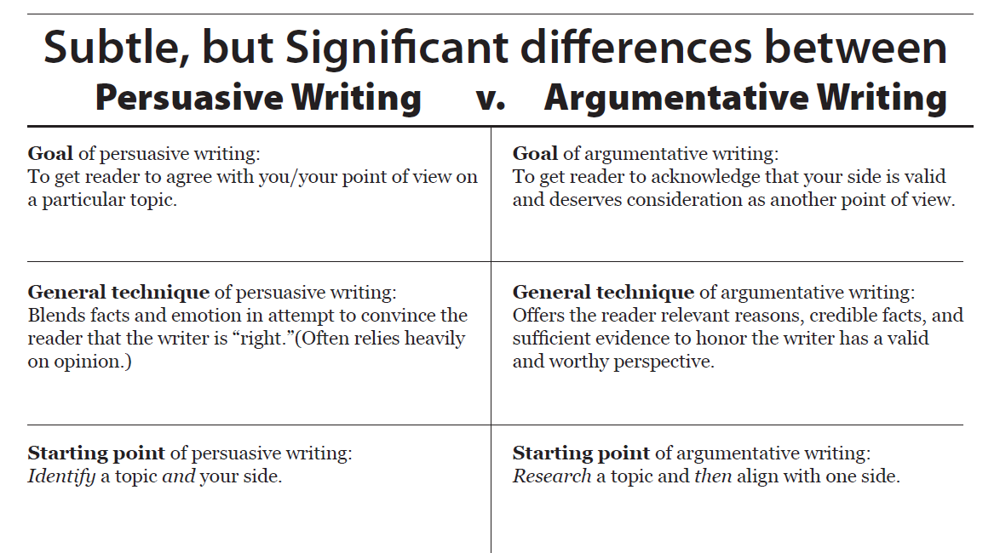 Subtle, but Significant differences between
Persuasive Writing v. Argumentative Writing
Goal of persuasive writing:
To get reader to agree with you/your point of view on
a particular topic.
Goal of argumentative writing:
To get reader to acknowledge that your side is valid
and deserves consideration as another point of view.
General technique of persuasive writing:
Blends facts and emotion in attempt to convince the
reader that the writer is “right.”(Often relies heavily
on opinion.)
General technique of argumentative writing:
Offers the reader relevant reasons, credible facts, and
sufficient evidence to honor the writer has a valid
and worthy perspective.
Starting point of persuasive writing:
Identify a topic and your side.
Starting point of argumentative writing:
Research a topic and then align with one side.